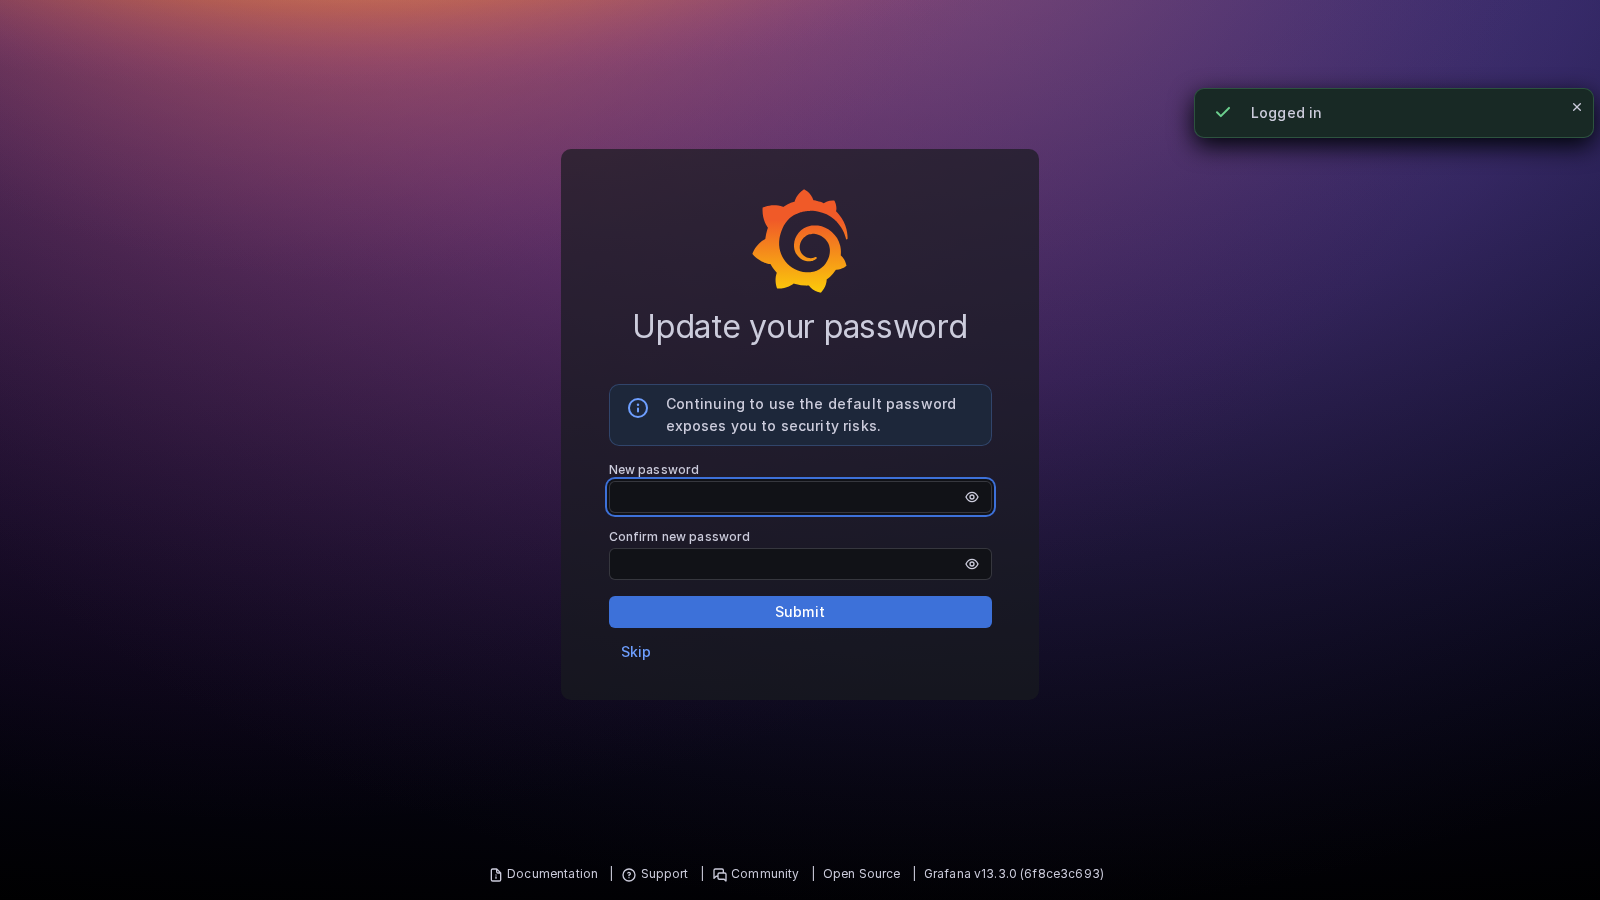 Logged in
Update your password
Continuing to use the default password
exposes you to security risks.
New password
Confirm new password
Submit
Skip
Documentation | Support | Community | Open Source | Grafana v13.3.0 (6f8ce3c693)